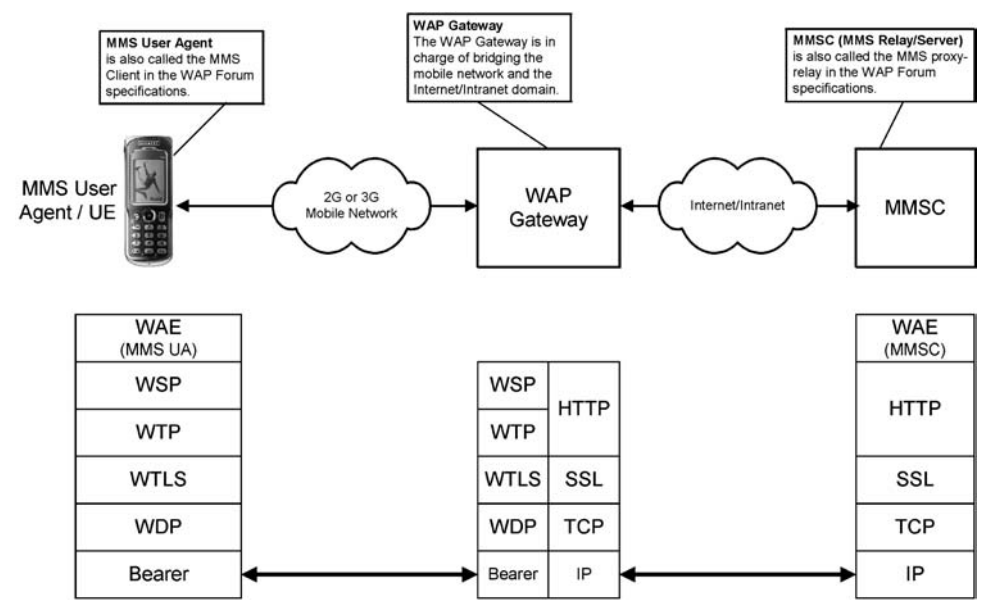 MMS User Agent
is also called the MMS
Client in the WAP Forum
specifications.
WAP Gateway
The WAP Gateway is in
charge of bridging the
mobile network and the
Internet/Intranet domain.
MMSC (MMS Relay/Server)
is also called the MMS proxy-
relay in the WAP Forum
specifications.
MMS User
Agent / UE
2G or 3G
Mobile Network
WAP
Gateway
Internet/Intranet
MMSC
WAE
(MMS UA)
WSP
WTP
WTLS
WDP
Bearer
WSP
HTTP
WTP
WTLS SSL
WDP TCP
Bearer IP
WAE
(MMSC)
HTTP
SSL
TCP
IP